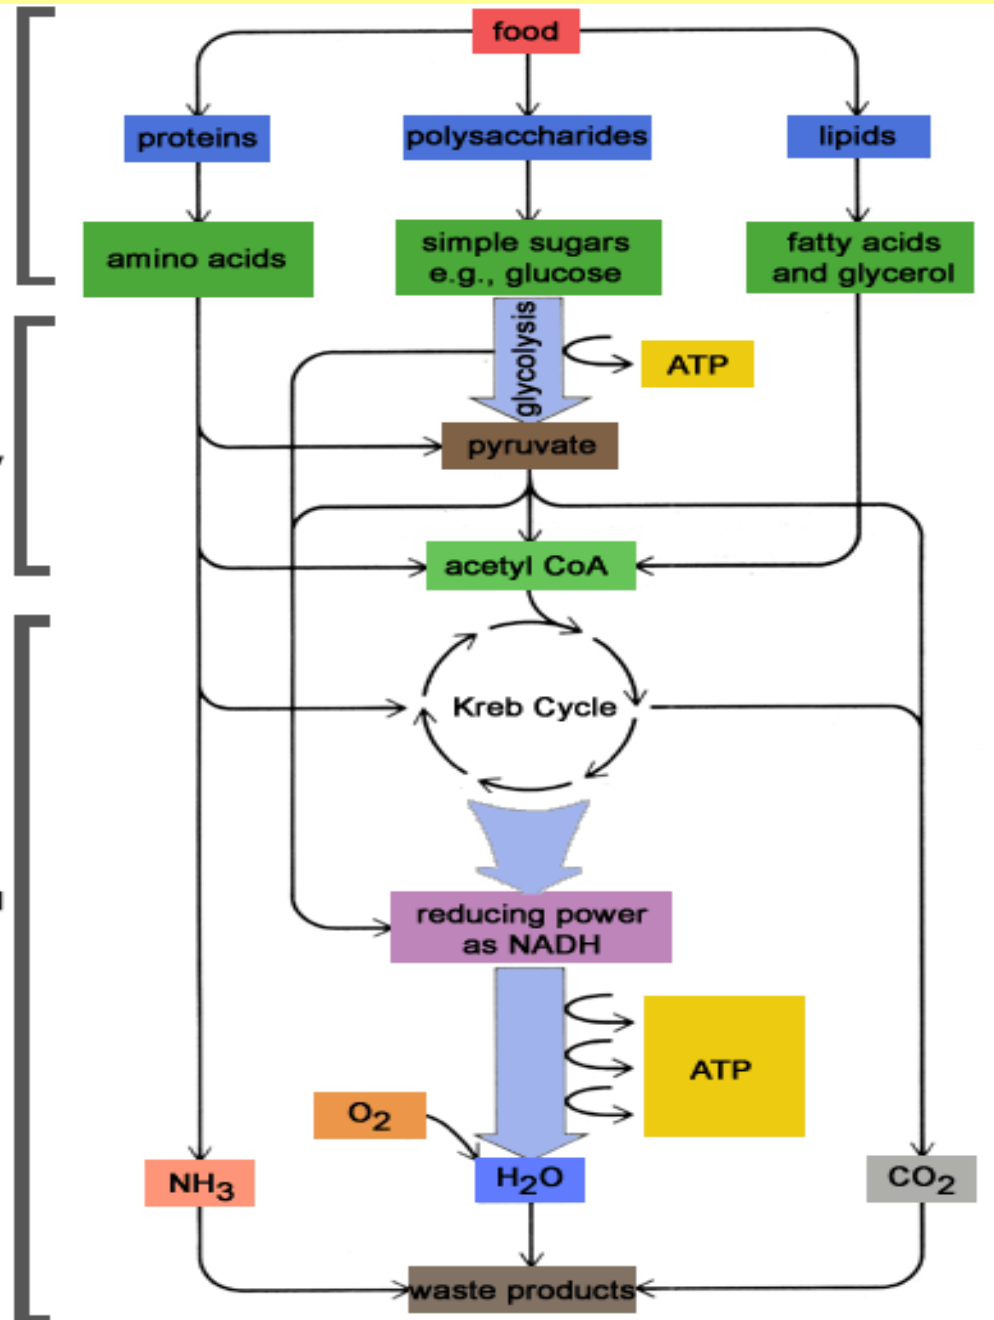 food
proteins
polysaccharides
lipids
amino acids
simple sugars
e.g., glucose
fatty acids
and glycerol
glycolysis
ATP
pyruvate
acetyl CoA
Kreb Cycle
reducing power
as NADH
ATP
O2
NH3
H2O
CO2
waste products